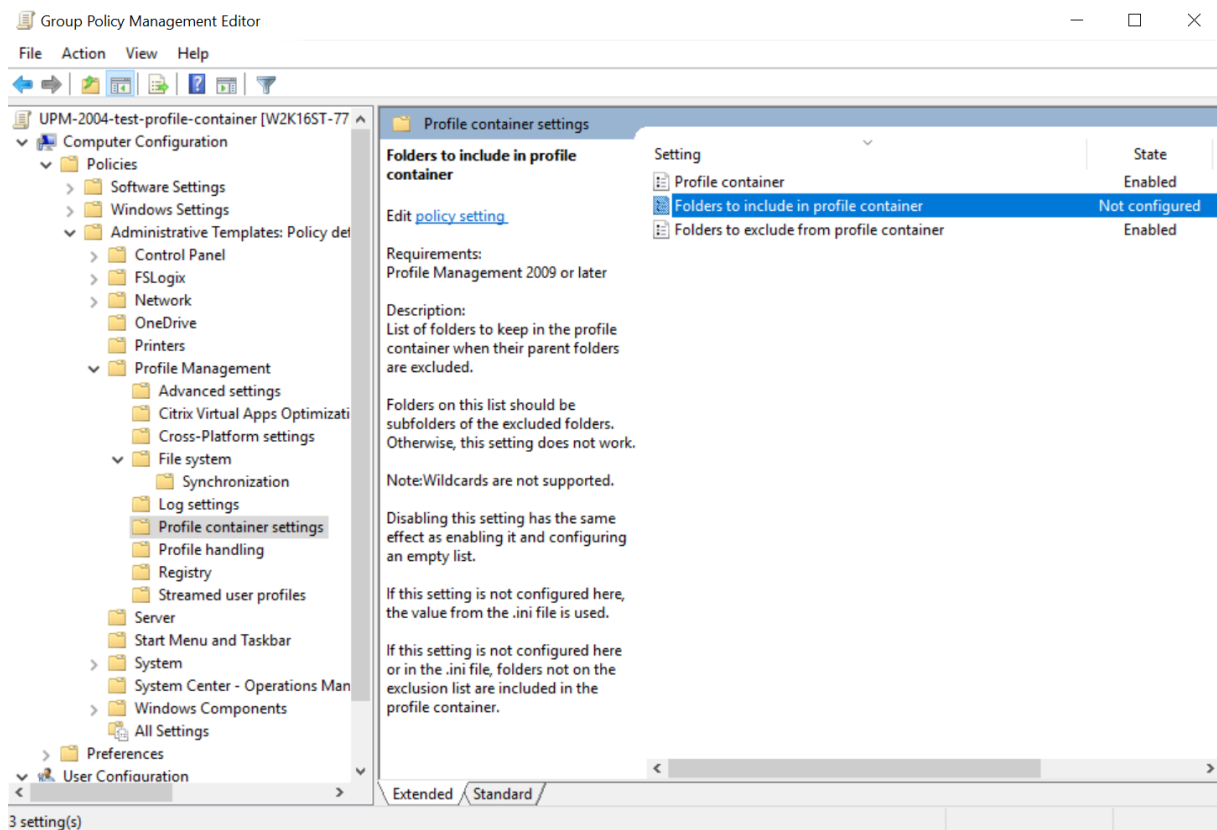 Group Policy Management Editor
File Action View Help
UPM-2004-test-profile-container [W2K16ST-77
Computer Configuration
Policies
Software Settings
Windows Settings
Administrative Templates: Policy def
Control Panel
FSLogix
Network
OneDrive
Printers
Profile Management
Advanced settings
Citrix Virtual Apps Optimizati
Cross-Platform settings
File system
Synchronization
Log settings
Profile container settings
Profile handling
Registry
Streamed user profiles
Server
Start Menu and Taskbar
System
System Center - Operations Man
Windows Components
All Settings
Preferences
User Configuration
Profile container settings
Folders to include in profile
container
Edit policy setting
Requirements:
Profile Management 2009 or later
Description:
List of folders to keep in the profile
container when their parent folders
are excluded.
Folders on this list should be
subfolders of the excluded folders.
Otherwise, this setting does not work.
Note:Wildcards are not supported.
Disabling this setting has the same
effect as enabling it and configuring
an empty list.
If this setting is not configured here,
the value from the .ini file is used.
If this setting is not configured here
or in the .ini file, folders not on the
exclusion list are included in the
profile container.
Setting State
Profile container Enabled
Folders to include in profile container Not configured
Folders to exclude from profile container Enabled
Extended Standard
3 setting(s)